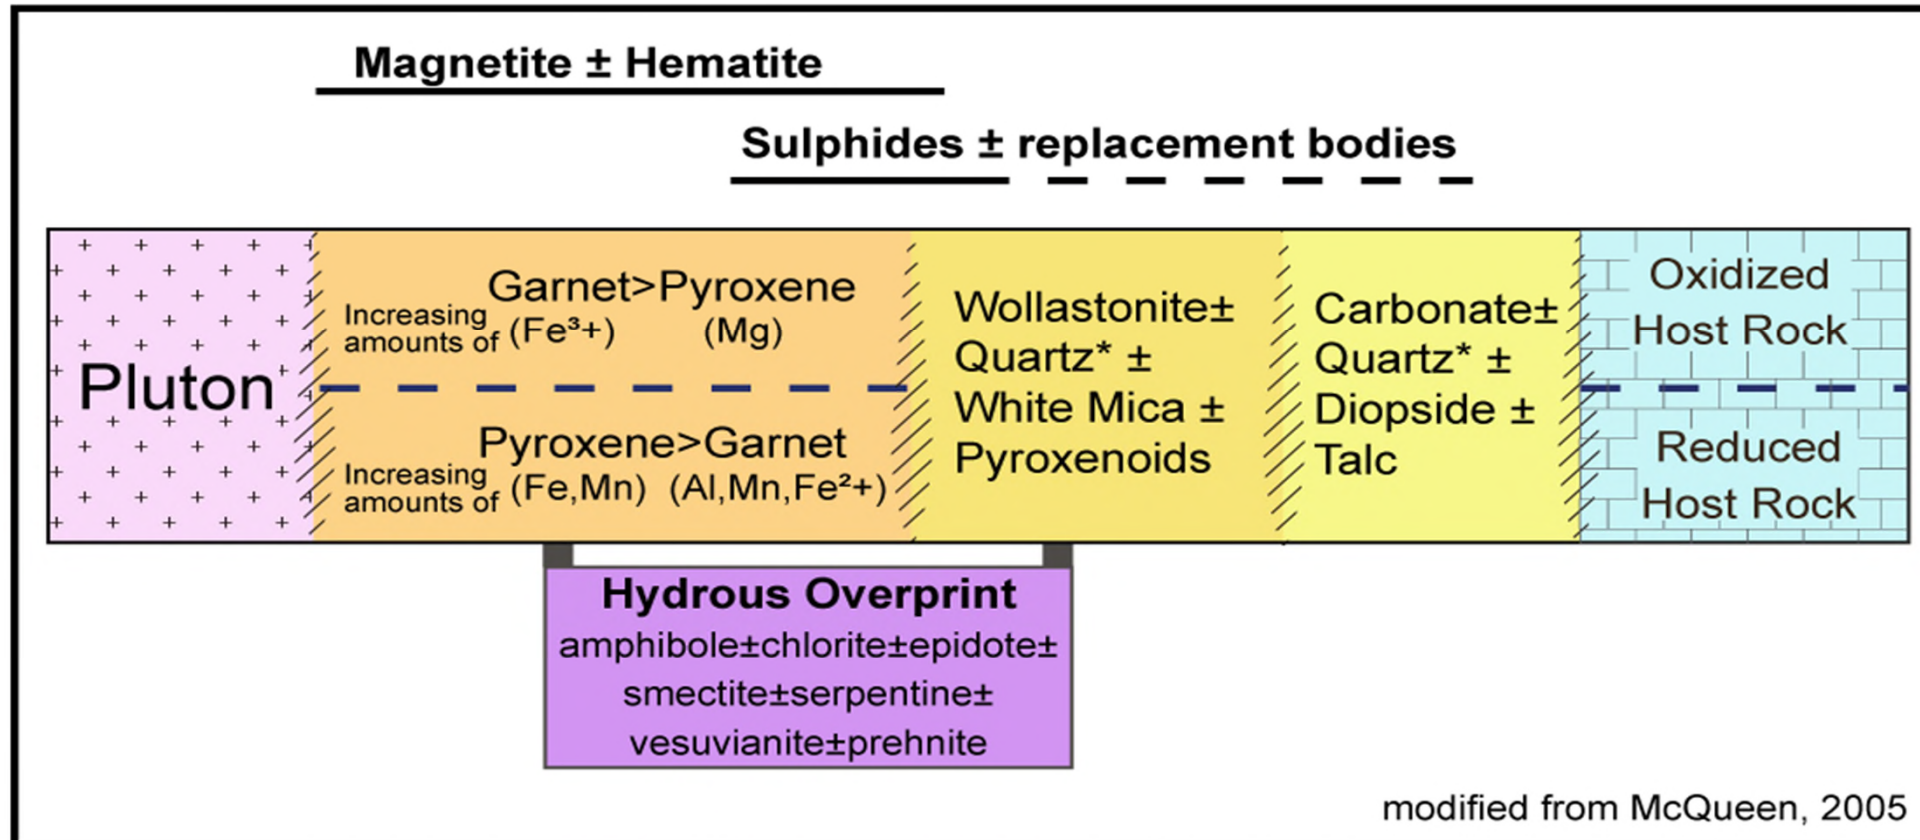 Magnetite ± Hematite
Sulphides ± replacement bodies
Pluton
Garnet>Pyroxene
Increasing
amounts of (Fe³+) (Mg)
Pyroxene>Garnet
Increasing
amounts of (Fe,Mn) (Al,Mn,Fe²+)
Wollastonite±
Quartz* ±
White Mica ±
Pyroxenoids
Carbonate±
Quartz* ±
Diopside ±
Talc
Oxidized
Host Rock
Reduced
Host Rock
Hydrous Overprint
amphibole±chlorite±epidote±
smectite±serpentine±
vesuvianite±prehnite
modified from McQueen, 2005